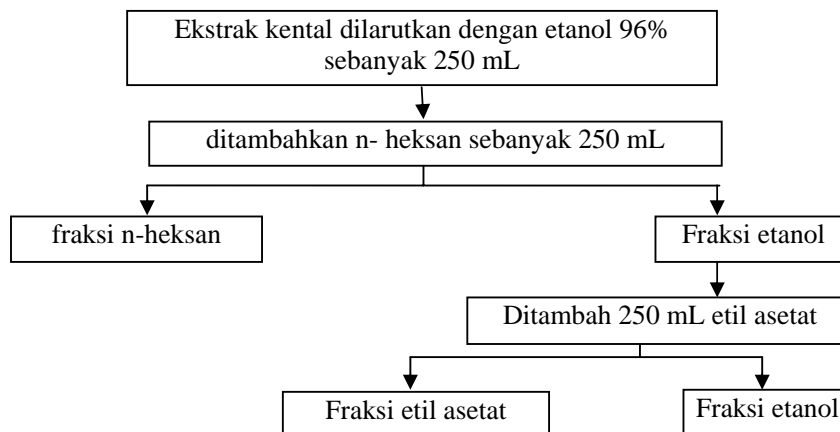 Ekstrak kental dilarutkan dengan etanol 96%
sebanyak 250 mL
ditambahkan n- heksan sebanyak 250 mL
fraksi n-heksan
Fraksi etanol
Ditambah 250 mL etil asetat
Fraksi etil asetat
Fraksi etanol